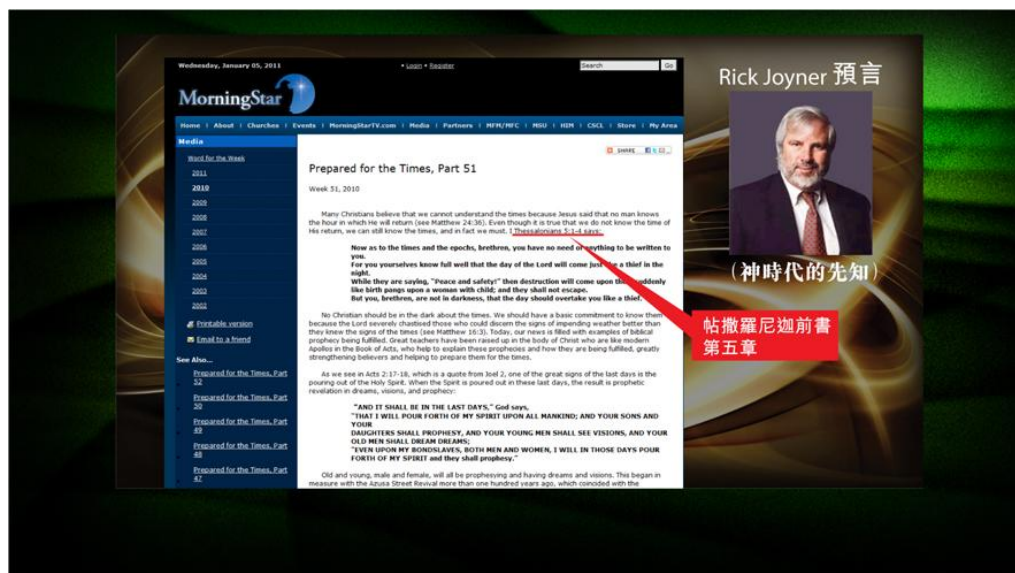 Wednesday, January 05, 2011
• Login • Register
Search
Go
MorningStar
Home | About | Churches | Events | MorningStarTV.com | Media | Partners | MFM/MFC | MSU | HIM | CSCL | Store | My Area
Media
Word for the Week
2011
2010
2009
2008
2007
2006
2005
2004
2003
2002
Printable version
Email to a friend
See Also...
Prepared for the Times, Part
52
Prepared for the Times, Part
50
Prepared for the Times, Part
49
Prepared for the Times, Part
48
Prepared for the Times, Part
47
SHARE
Prepared for the Times, Part 51
Week 51, 2010
Many Christians believe that we cannot understand the times because Jesus said that no man knows
the hour in which He will return (see Matthew 24:36). Even though it is true that we do not know the time of
His return, we can still know the times, and in fact we must. I Thessalonians 5:1-4 says:
Now as to the times and the epochs, brethren, you have no need of anything to be written to
you.
For you yourselves know full well that the day of the Lord will come just like a thief in the
night.
While they are saying, "Peace and safety!" then destruction will come upon them suddenly
like birth pangs upon a woman with child; and they shall not escape.
But you, brethren, are not in darkness, that the day should overtake you like a thief.
No Christian should be in the dark about the times. We should have a basic commitment to know them
because the Lord severely chastised those who could discern the signs of impending weather better than
they knew the signs of the times (see Matthew 16:3). Today, our news is filled with examples of biblical
prophecy being fulfilled. Great teachers have been raised up in the body of Christ who are like modern
Apollos in the Book of Acts, who help to explain these prophecies and how they are being fulfilled, greatly
strengthening believers and helping to prepare them for the times.
As we see in Acts 2:17-18, which is a quote from Joel 2, one of the great signs of the last days is the
pouring out of the Holy Spirit. When the Spirit is poured out in these last days, the result is prophetic
revelation in dreams, visions, and prophecy:
"AND IT SHALL BE IN THE LAST DAYS," God says,
"THAT I WILL POUR FORTH OF MY SPIRIT UPON ALL MANKIND; AND YOUR SONS AND
YOUR
DAUGHTERS SHALL PROPHESY, AND YOUR YOUNG MEN SHALL SEE VISIONS, AND YOUR
OLD MEN SHALL DREAM DREAMS;
"EVEN UPON MY BONDSLAVES, BOTH MEN AND WOMEN, I WILL IN THOSE DAYS POUR
FORTH OF MY SPIRIT and they shall prophesy."
Old and young, male and female, will all be prophesying and having dreams and visions. This began in
measure with the Azusa Street Revival more than one hundred years ago, which coincided with the
Rick Joyner 預言
(神時代的先知)
帖撒羅尼迦前書
第五章